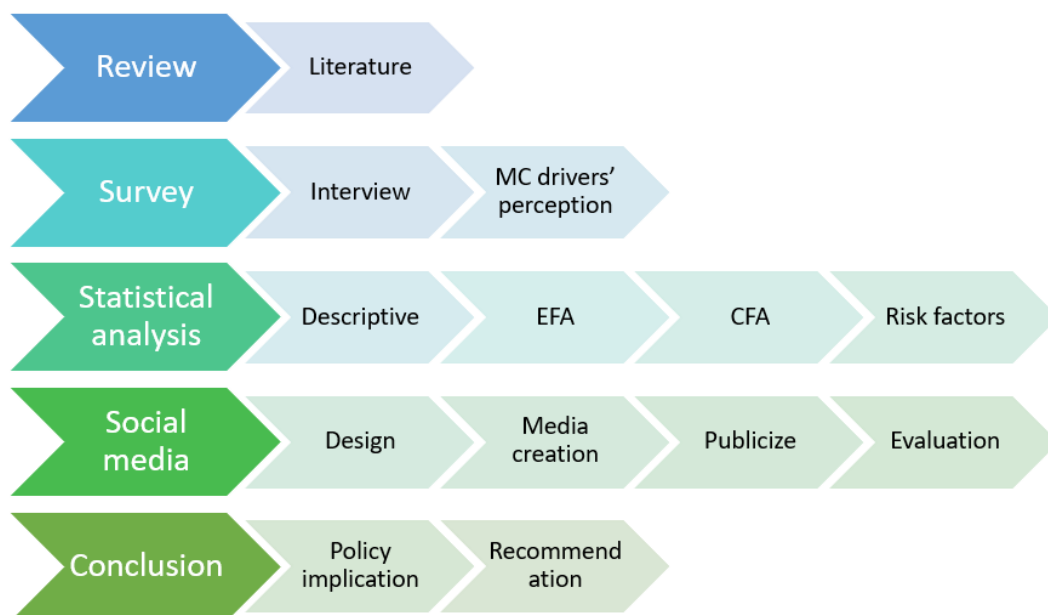 Review
Literature
Survey
Interview
MC drivers'
perception
Statistical
analysis
Descriptive
EFA
CFA
Risk factors
Social
media
Design
Media
creation
Publicize
Evaluation
Conclusion
Policy
implication
Recommend
ation